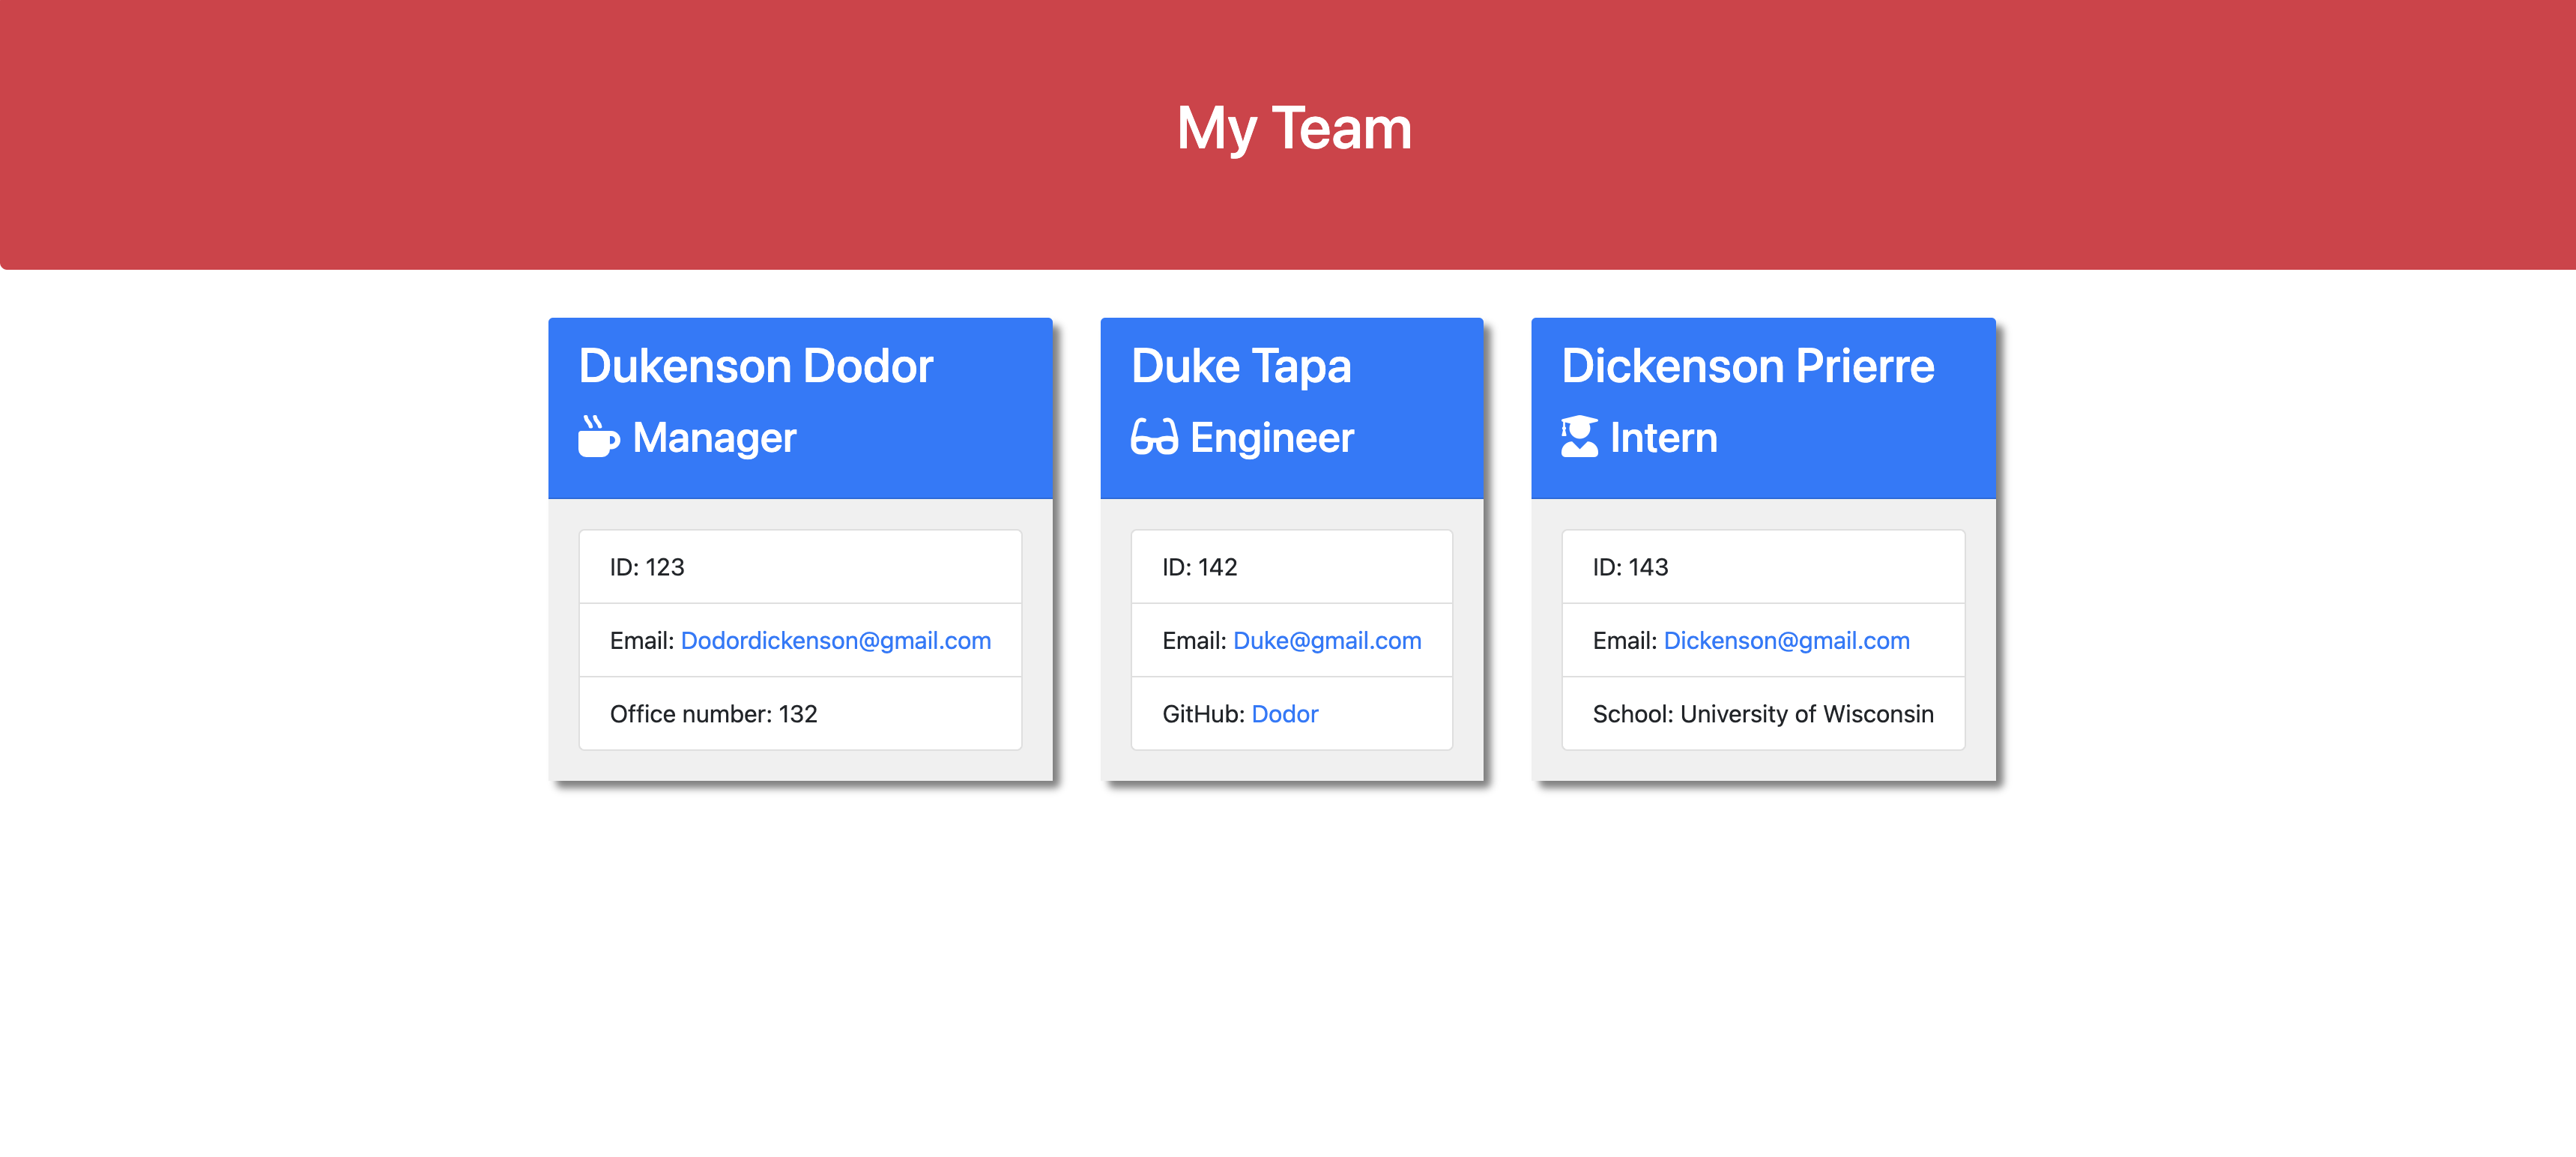 My Team
Dukenson Dodor
Manager
ID: 123
Email: Dodordickenson@gmail.com
Office number: 132
Duke Tapa
Engineer
ID: 142
Email: Duke@gmail.com
GitHub: Dodor
Dickenson Prierre
Intern
ID: 143
Email: Dickenson@gmail.com
School: University of Wisconsin